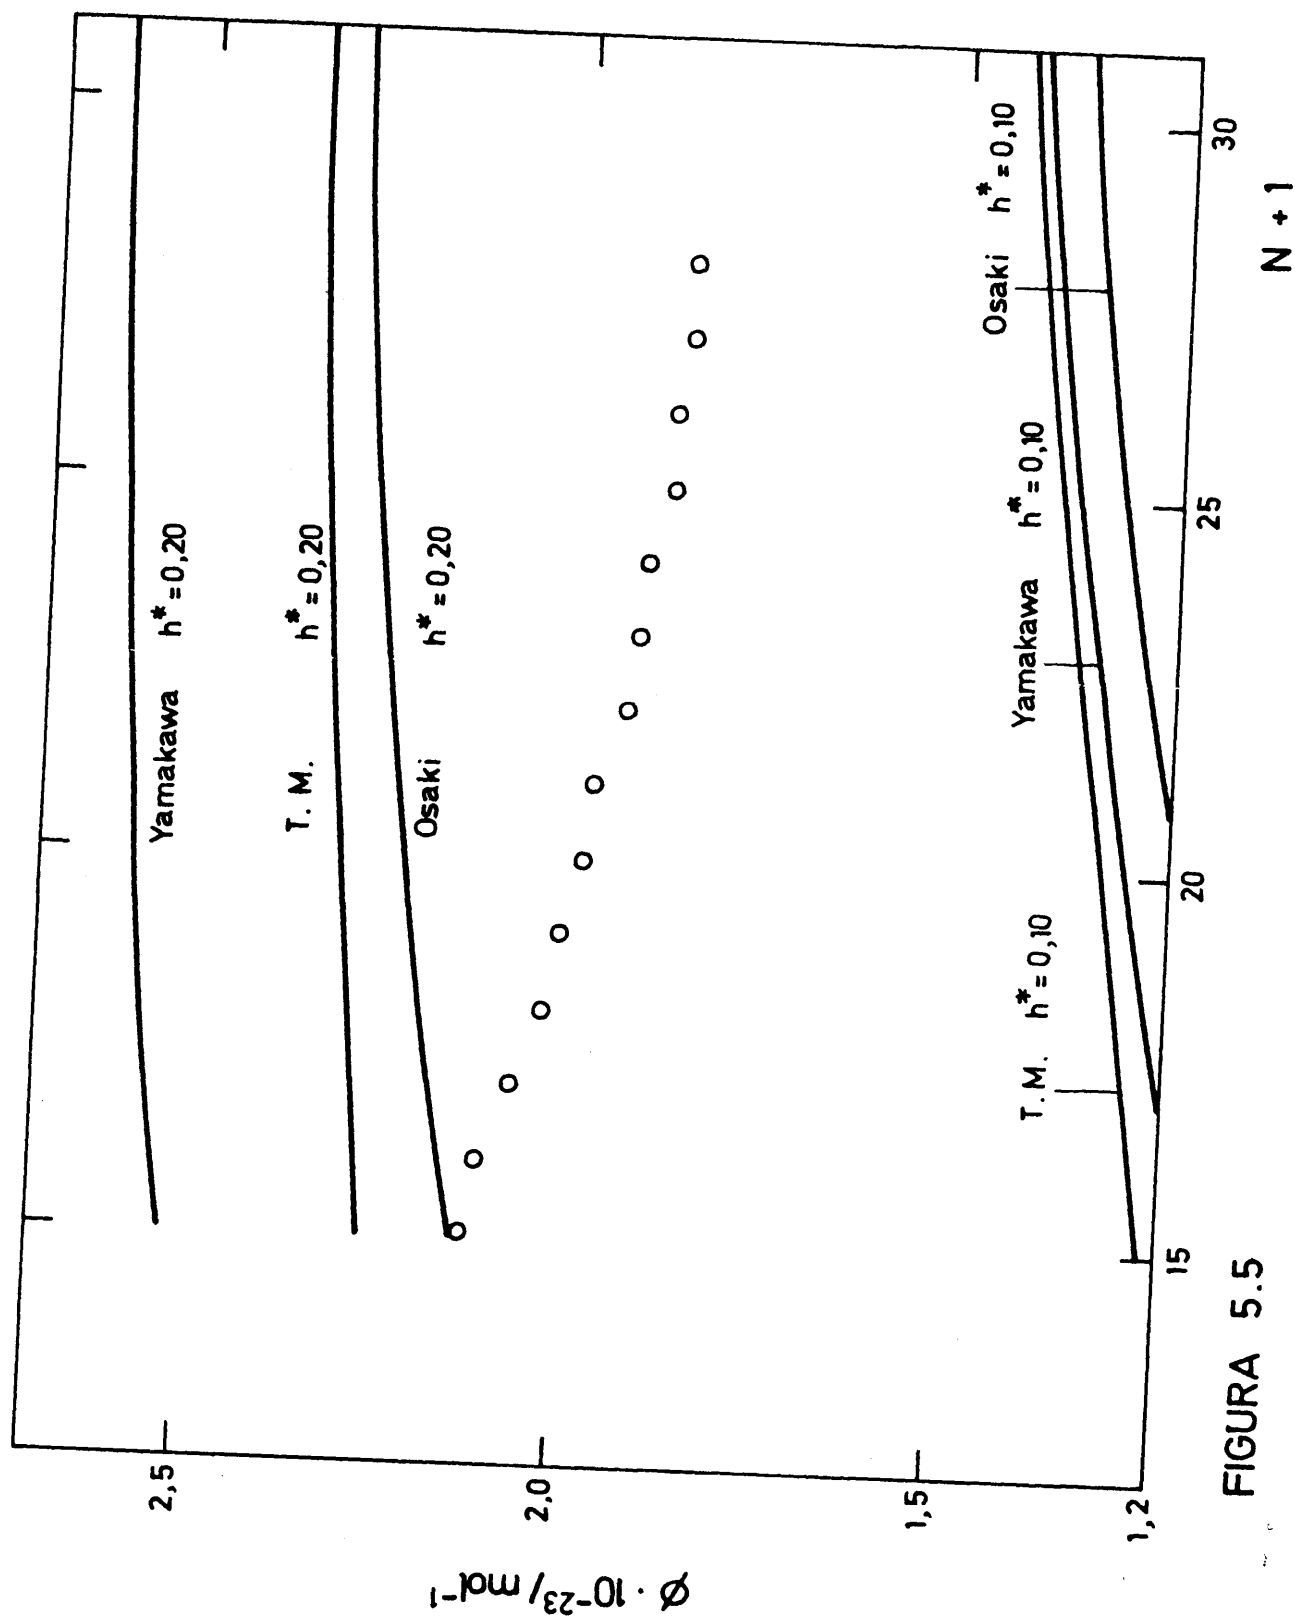 ø · 10⁻²³/mol⁻¹
2,5
2,0
1,5
1,2
Yamakawa h* = 0,20
T. M. h* = 0,20
Osaki h* = 0,20
T. M. h* = 0,10
Yamakawa h* = 0,10
Osaki h* = 0,10
15
20
25
30
N + 1
FIGURA 5.5